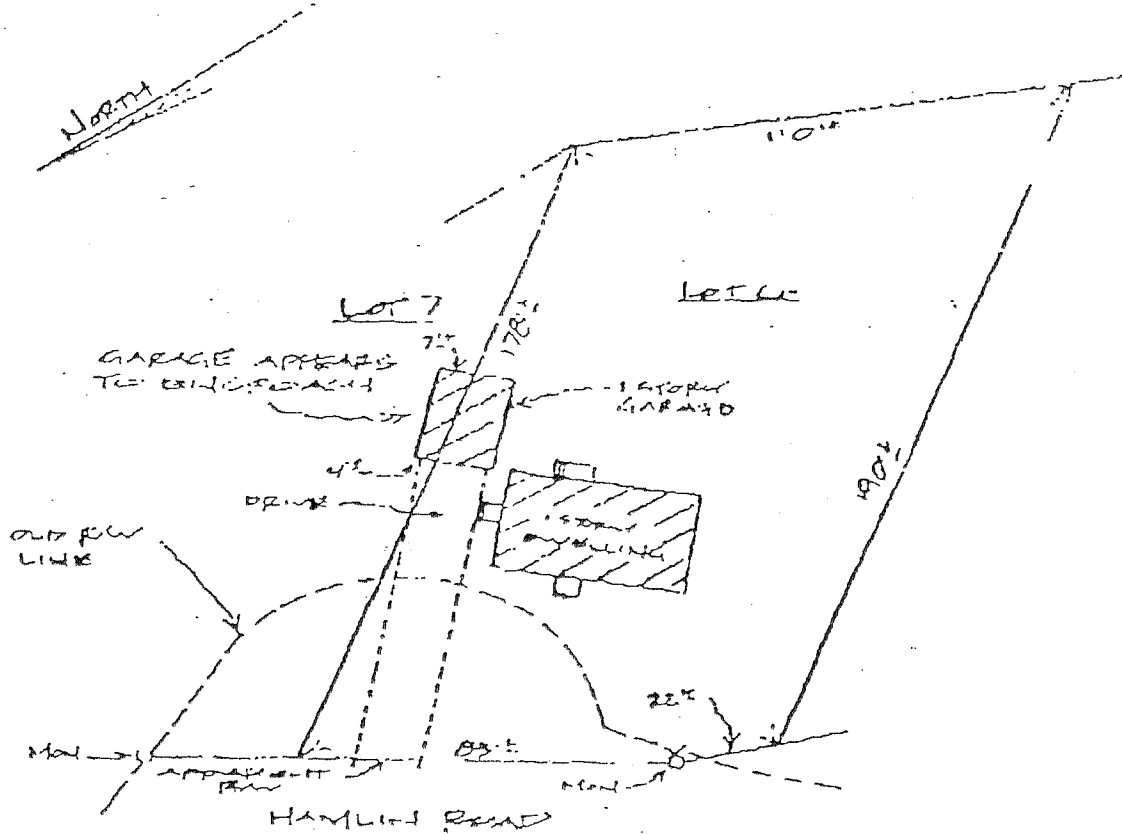 NORTH
110'±
LOT 7
LOT 6
178'±
7'±
GARAGE APPEARS
TO ENCROACH
1 STORY
GARAGE
4'±
DRIVE
190'±
1 STORY
DWELLING
OLD R/W
LINE
22'±
MON
APPARENT
R/W
MON
HAMLIN ROAD